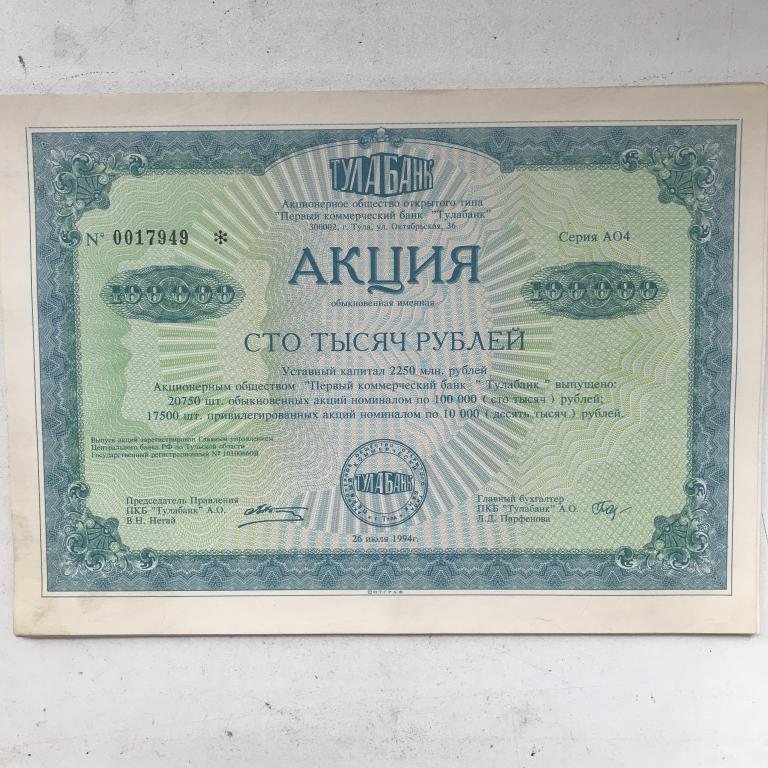 ТУЛАБАНК
Акционерное общество открытого типа
"Первый коммерческий банк "Тулабанк"
300002, г. Тула, ул. Октябрьская, 36
№ 0017949 *
Серия АО4
АКЦИЯ
100000
100000
обыкновенная именная
СТО ТЫСЯЧ РУБЛЕЙ
Уставный капитал 2250 млн. рублей
Акционерным обществом "Первый коммерческий банк " Тулабанк " выпущено:
20750 шт. обыкновенных акций номиналом по 100 000 ( сто тысяч ) рублей;
17500 шт. привилегированных акций номиналом по 10 000 ( десять тысяч ) рублей.
Выпуск акций зарегистрирован Главным управлением
Центрального банка РФ по Тульской области
Государственный регистрационный № 10100660В
ТУЛАБАНК
г. Тула
Председатель Правления
ПКБ "Тулабанк" А.О.
В.Н. Негай
Главный бухгалтер
ПКБ "Тулабанк" А.О.
Л.Д. Парфенова
26 июля 1994г.